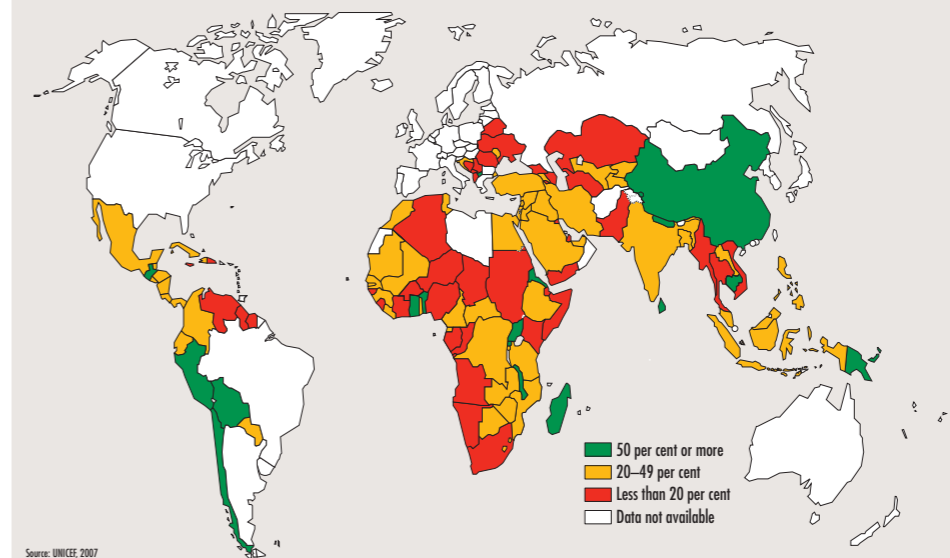 50 per cent or more
20–49 per cent
Less than 20 per cent
Data not available
Source: UNICEF, 2007